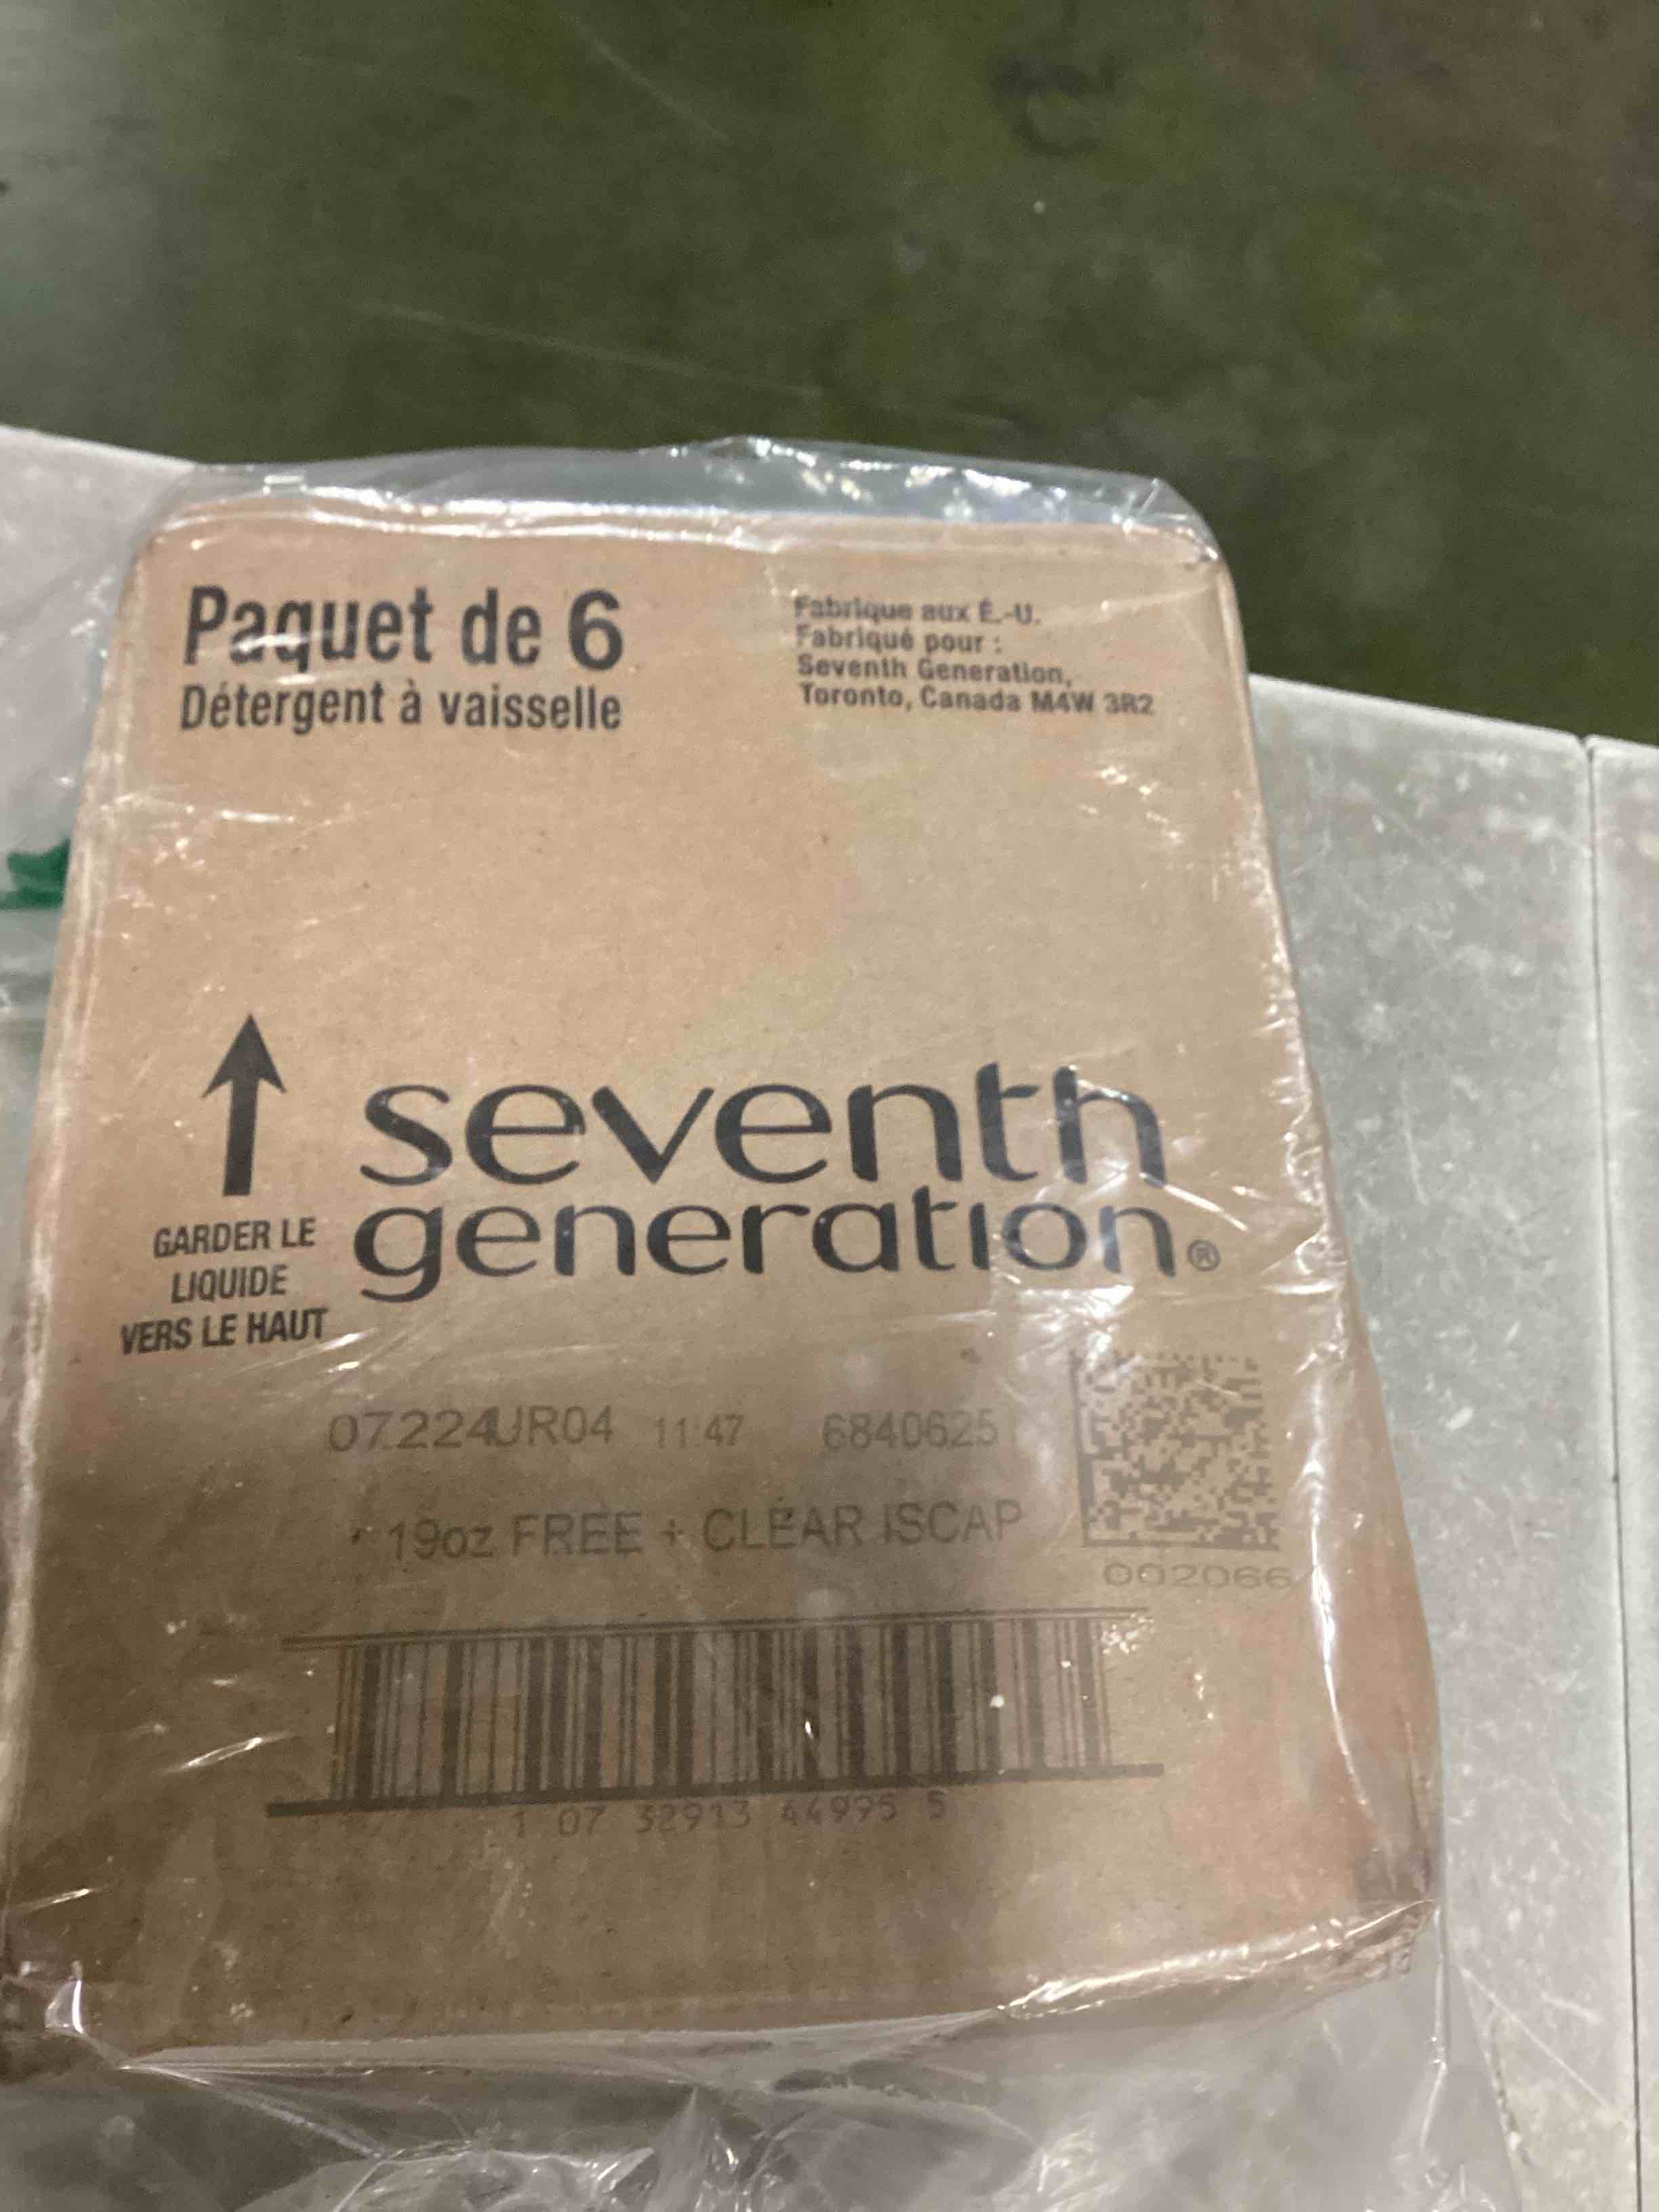 Paquet de 6
Détergent à vaisselle
Fabriqué aux É.-U.
Fabriqué pour :
Seventh Generation,
Toronto, Canada M4W 3R2
GARDER LE
LIQUIDE
VERS LE HAUT
seventh
generation®
07224JR04 11:47 6840625
19oz FREE + CLEAR ISCAP
002066
1 07 32913 44995 5